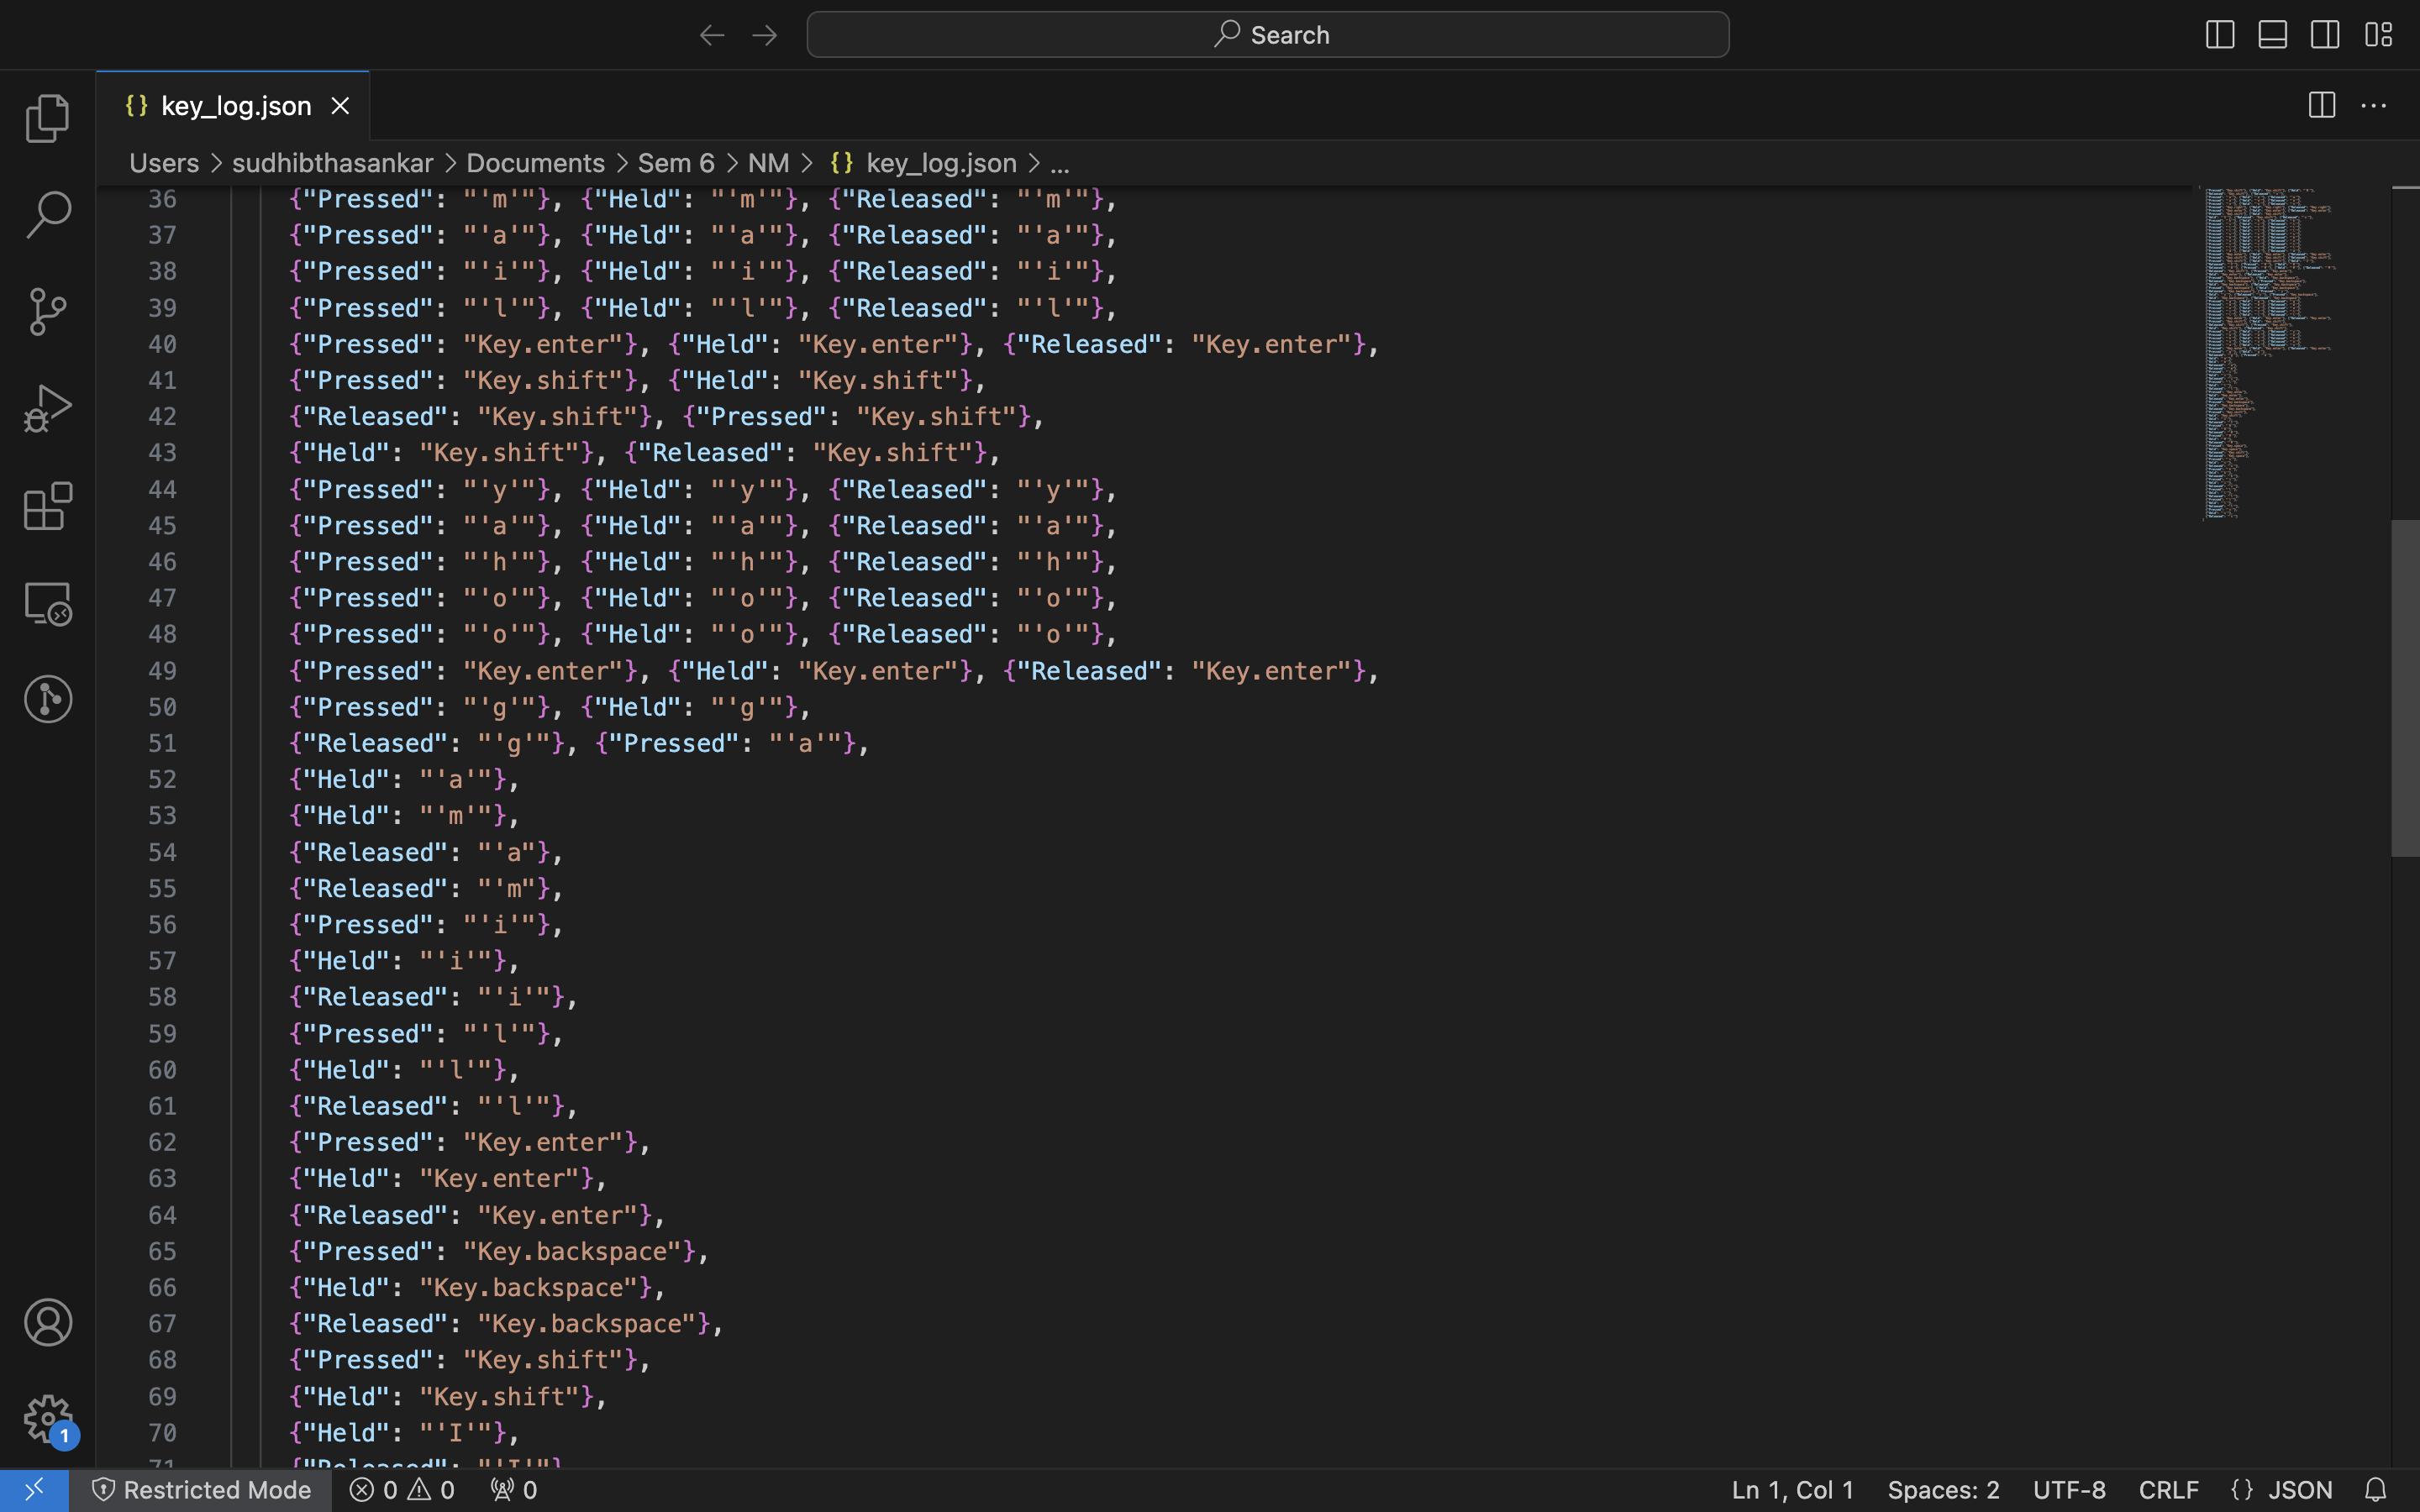 Search
{} key_log.json
Users > sudhibthasankar > Documents > Sem 6 > NM > {} key_log.json > ...
36 {"Pressed": "'m'"}, {"Held": "'m'"}, {"Released": "'m'"},
37 {"Pressed": "'a'"}, {"Held": "'a'"}, {"Released": "'a'"},
38 {"Pressed": "'i'"}, {"Held": "'i'"}, {"Released": "'i'"},
39 {"Pressed": "'l'"}, {"Held": "'l'"}, {"Released": "'l'"},
40 {"Pressed": "Key.enter"}, {"Held": "Key.enter"}, {"Released": "Key.enter"},
41 {"Pressed": "Key.shift"}, {"Held": "Key.shift"},
42 {"Released": "Key.shift"}, {"Pressed": "Key.shift"},
43 {"Held": "Key.shift"}, {"Released": "Key.shift"},
44 {"Pressed": "'y'"}, {"Held": "'y'"}, {"Released": "'y'"},
45 {"Pressed": "'a'"}, {"Held": "'a'"}, {"Released": "'a'"},
46 {"Pressed": "'h'"}, {"Held": "'h'"}, {"Released": "'h'"},
47 {"Pressed": "'o'"}, {"Held": "'o'"}, {"Released": "'o'"},
48 {"Pressed": "'o'"}, {"Held": "'o'"}, {"Released": "'o'"},
49 {"Pressed": "Key.enter"}, {"Held": "Key.enter"}, {"Released": "Key.enter"},
50 {"Pressed": "'g'"}, {"Held": "'g'"},
51 {"Released": "'g'"}, {"Pressed": "'a'"},
52 {"Held": "'a'"},
53 {"Held": "'m'"},
54 {"Released": "'a"},
55 {"Released": "'m"},
56 {"Pressed": "'i'"},
57 {"Held": "'i'"},
58 {"Released": "'i'"},
59 {"Pressed": "'l'"},
60 {"Held": "'l'"},
61 {"Released": "'l'"},
62 {"Pressed": "Key.enter"},
63 {"Held": "Key.enter"},
64 {"Released": "Key.enter"},
65 {"Pressed": "Key.backspace"},
66 {"Held": "Key.backspace"},
67 {"Released": "Key.backspace"},
68 {"Pressed": "Key.shift"},
69 {"Held": "Key.shift"},
70 {"Held": "'I'"},
71 {"Released": "'I'"},
1
Restricted Mode 0 0 0 Ln 1, Col 1 Spaces: 2 UTF-8 CRLF {} JSON